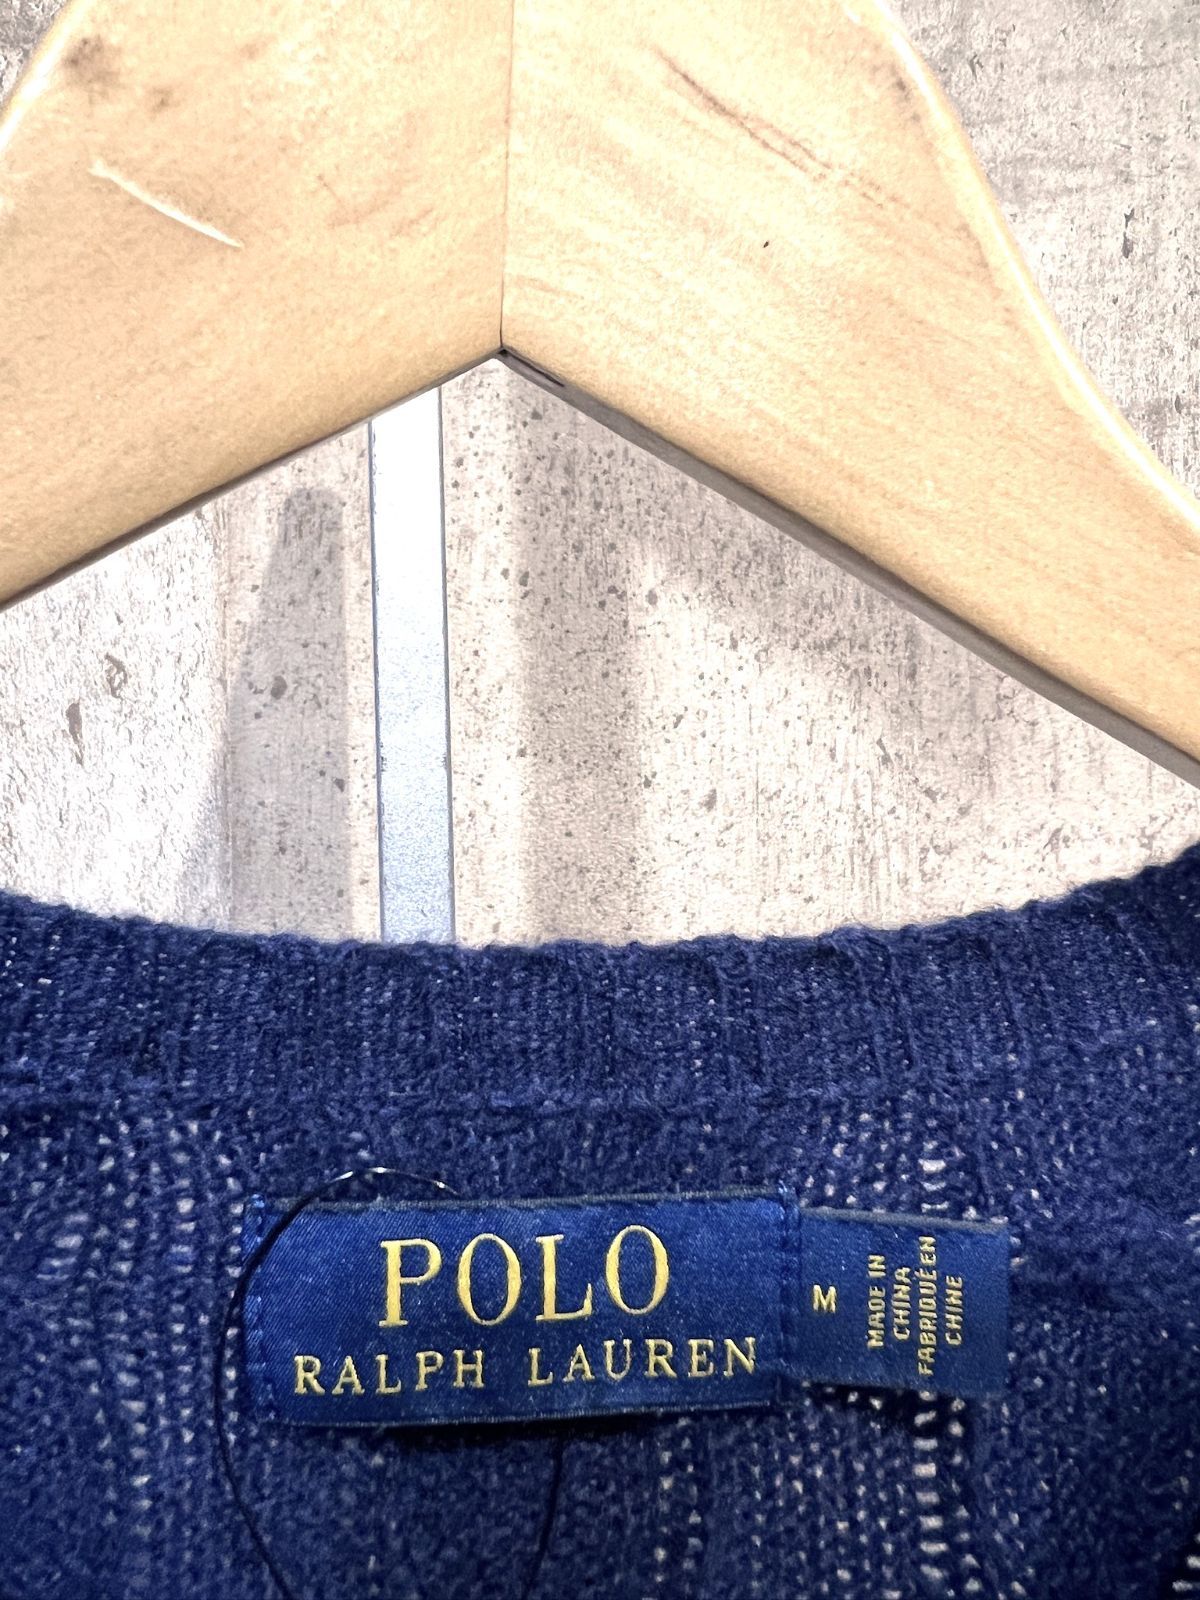 POLO
RALPH LAUREN
M
MADE IN
CHINA
FABRIQUÉ EN
CHINE